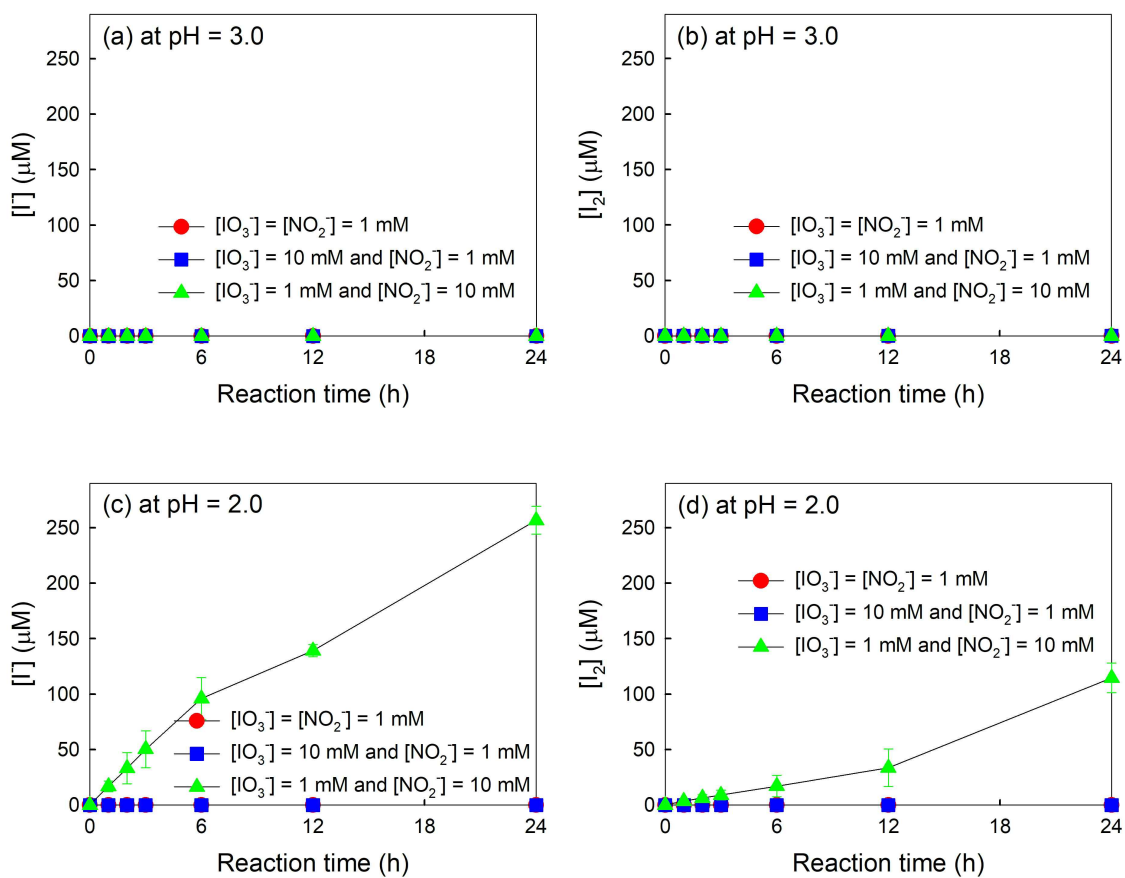 (a) at pH = 3.0
[I⁻] (μM)
250
200
150
100
50
0
[IO₃⁻] = [NO₂⁻] = 1 mM
[IO₃⁻] = 10 mM and [NO₂⁻] = 1 mM
[IO₃⁻] = 1 mM and [NO₂⁻] = 10 mM
0 6 12 18 24
Reaction time (h)
(b) at pH = 3.0
[I₂] (μM)
250
200
150
100
50
0
[IO₃⁻] = [NO₂⁻] = 1 mM
[IO₃⁻] = 10 mM and [NO₂⁻] = 1 mM
[IO₃⁻] = 1 mM and [NO₂⁻] = 10 mM
0 6 12 18 24
Reaction time (h)
(c) at pH = 2.0
[I⁻] (μM)
250
200
150
100
50
0
[IO₃⁻] = [NO₂⁻] = 1 mM
[IO₃⁻] = 10 mM and [NO₂⁻] = 1 mM
[IO₃⁻] = 1 mM and [NO₂⁻] = 10 mM
0 6 12 18 24
Reaction time (h)
(d) at pH = 2.0
[I₂] (μM)
250
200
150
100
50
0
[IO₃⁻] = [NO₂⁻] = 1 mM
[IO₃⁻] = 10 mM and [NO₂⁻] = 1 mM
[IO₃⁻] = 1 mM and [NO₂⁻] = 10 mM
0 6 12 18 24
Reaction time (h)